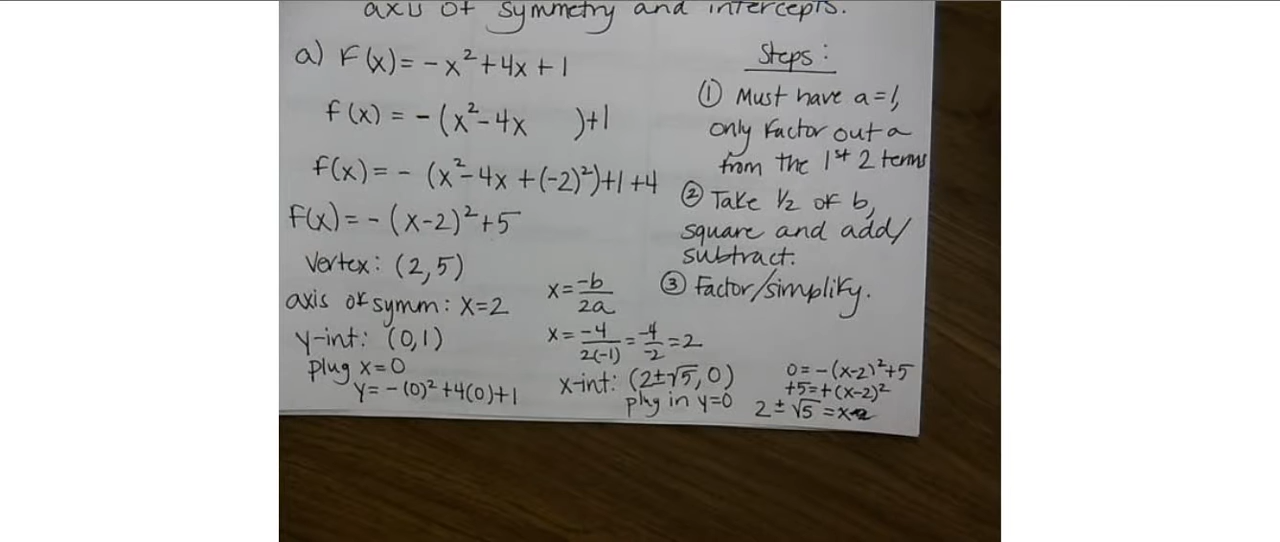 axis of symmetry and intercepts.
a) F(x) = -x² + 4x + 1
f(x) = -(x² - 4x    ) + 1
f(x) = - (x² - 4x + (-2)²) + 1 + 4
F(x) = - (x-2)² + 5
Vertex: (2,5)
axis of symm: x=2
y-int: (0,1)
plug x=0
y= -(0)² + 4(0) + 1
x = -b/2a
x = -4/2(-1) = -4/-2 = 2
x-int: (2±√5, 0)
plug in y=0
0 = -(x-2)² + 5
+5 = +(x-2)²
2 ± √5 = x
Steps:
① Must have a=1,
only Factor out a
from the 1st 2 terms
② Take ½ of b,
square and add/
subtract.
③ Factor/simplify.